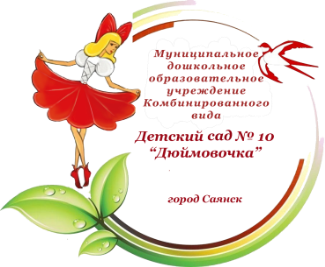 Муниципальное
дошкольное
образовательное
учреждение
Комбинированного
вида
Детский сад № 10
“Дюймовочка”
город Саянск